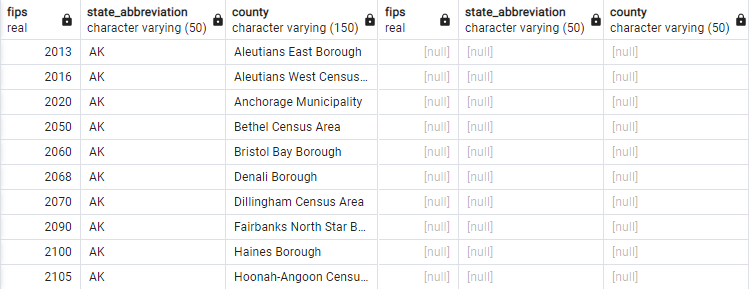 fips state_abbreviation county fips state_abbreviation county
real character varying (50) character varying (150) real character varying (50) character varying (50)
2013 AK Aleutians East Borough [null] [null] [null]
2016 AK Aleutians West Census... [null] [null] [null]
2020 AK Anchorage Municipality [null] [null] [null]
2050 AK Bethel Census Area [null] [null] [null]
2060 AK Bristol Bay Borough [null] [null] [null]
2068 AK Denali Borough [null] [null] [null]
2070 AK Dillingham Census Area [null] [null] [null]
2090 AK Fairbanks North Star B... [null] [null] [null]
2100 AK Haines Borough [null] [null] [null]
2105 AK Hoonah-Angoon Censu... [null] [null] [null]